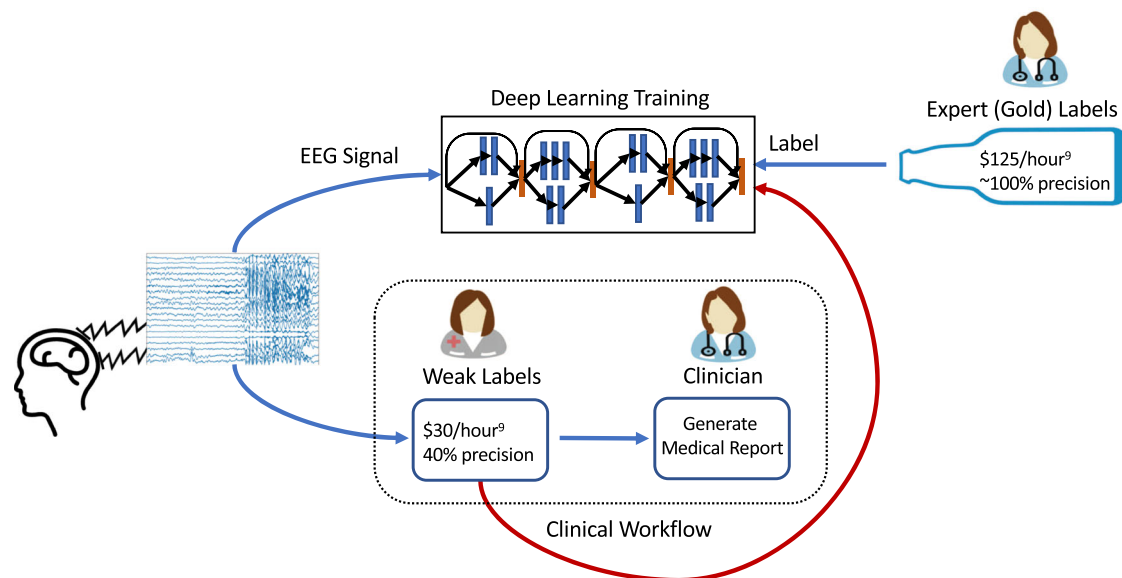 Deep Learning Training
Expert (Gold) Labels
EEG Signal
Label
$125/hour⁹
~100% precision
Weak Labels
Clinician
$30/hour⁹
40% precision
Generate
Medical Report
Clinical Workflow